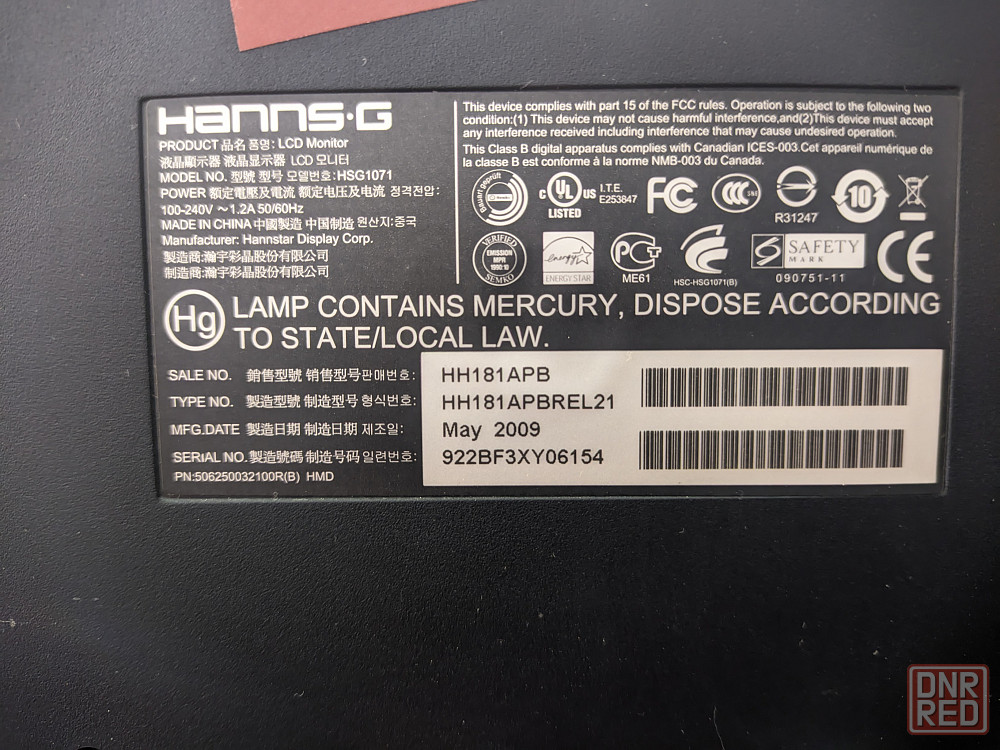 HANNS·G
PRODUCT 品名 품명: LCD Monitor
液晶顯示器 液晶显示器 LCD 모니터
MODEL NO. 型號 型号 모델번호: HSG1071
POWER 額定電壓及電流 额定电压及电流 정격전압:
100-240V ~ 1.2A 50/60Hz
MADE IN CHINA 中國製造 中国制造 원산지:중국
Manufacturer: Hannstar Display Corp.
製造商: 瀚宇彩晶股份有限公司
制造商: 瀚宇彩晶股份有限公司
This device complies with part 15 of the FCC rules. Operation is subject to the following two
condition:(1) This device may not cause harmful interference,and(2)This device must accept
any interference received including interference that may cause undesired operation.
This Class B digital apparatus complies with Canadian ICES-003.Cet appareil numérique de
la classe B est conforme à la norme NMB-003 du Canada.
Bauart geprüft
c UL US LISTED
I.T.E.
E253847
FC
CCC
R31247
10
VERIFIED
EMISSION
MPR
1990:10
SEMKO
energy
ENERGY STAR
PCT
ME61
HSC-HSG1071(B)
S SAFETY
MARK
090751-11
CE
Hg LAMP CONTAINS MERCURY, DISPOSE ACCORDING
TO STATE/LOCAL LAW.
SALE NO. 銷售型號 销售型号판매번호: HH181APB
TYPE NO. 製造型號 制造型号 형식번호: HH181APBREL21
MFG.DATE 製造日期 制造日期 제조일: May 2009
SERIAL NO. 製造號碼 制造号码 일련번호: 922BF3XY06154
PN:506250032100R(B) HMD
DNR
RED